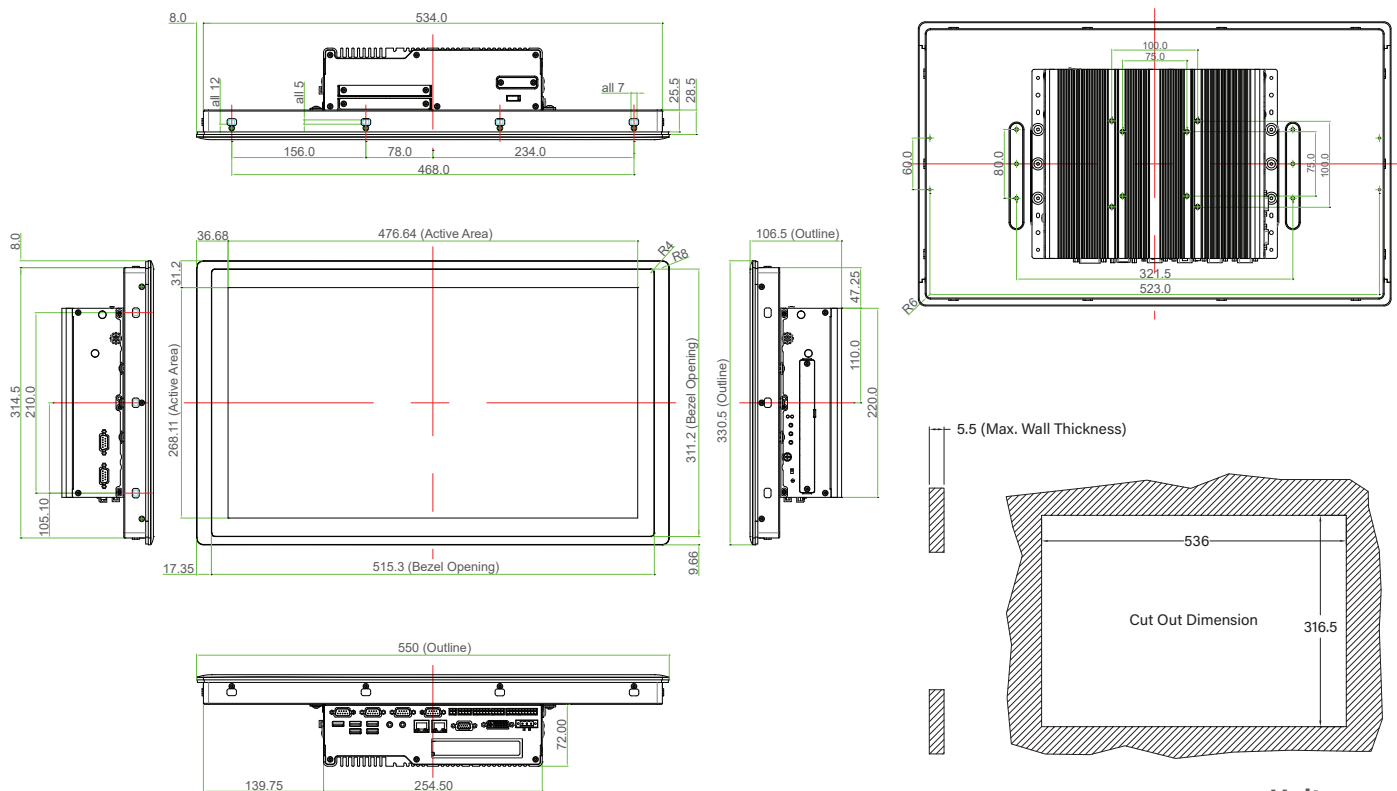 8.0
534.0
all 12
all 5
all 7
25.5
28.5
156.0
78.0
234.0
468.0
100.0
75.0
60.0
80.0
75.0
100.0
321.5
523.0
R6
8.0
36.68
476.64 (Active Area)
R4
R8
31.2
314.5
210.0
105.10
268.11 (Active Area)
311.2 (Bezel Opening)
330.5 (Outline)
17.35
515.3 (Bezel Opening)
9.66
106.5 (Outline)
47.25
110.0
220.0
5.5 (Max. Wall Thickness)
536
Cut Out Dimension
316.5
550 (Outline)
72.00
139.75
254.50